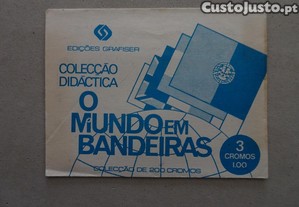 Custojusto.pt
EDIÇÕES GRAFISER
COLECÇÃO
DIDÁCTICA
O
MUNDO EM
BANDEIRAS
3
CROMOS
1.00
COLECÇÃO DE 200 CROMOS